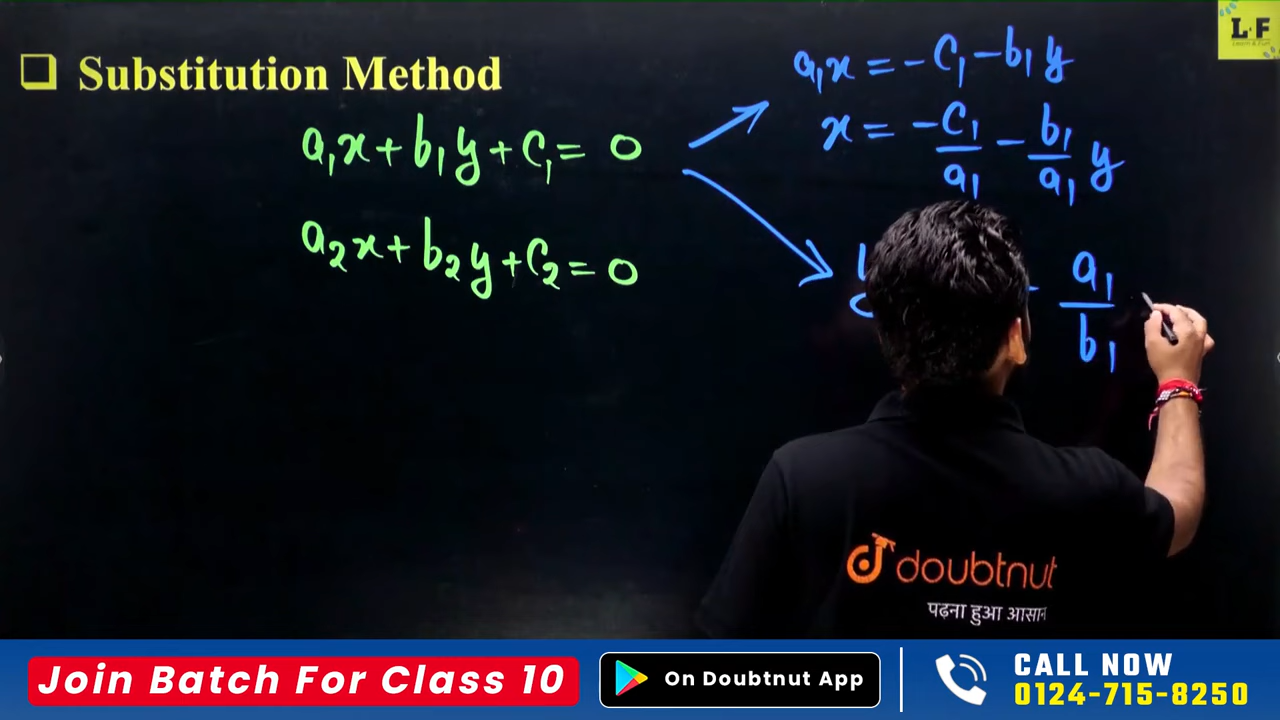 L·F
Substitution Method
a₁x + b₁y + c₁ = 0
a₂x + b₂y + c₂ = 0
a₁x = -c₁ - b₁y
x = -c₁/a₁ - b₁/a₁ y
- a₁/b₁
doubtnut
पढ़ना हुआ आसान
Join Batch For Class 10
On Doubtnut App
CALL NOW
0124-715-8250